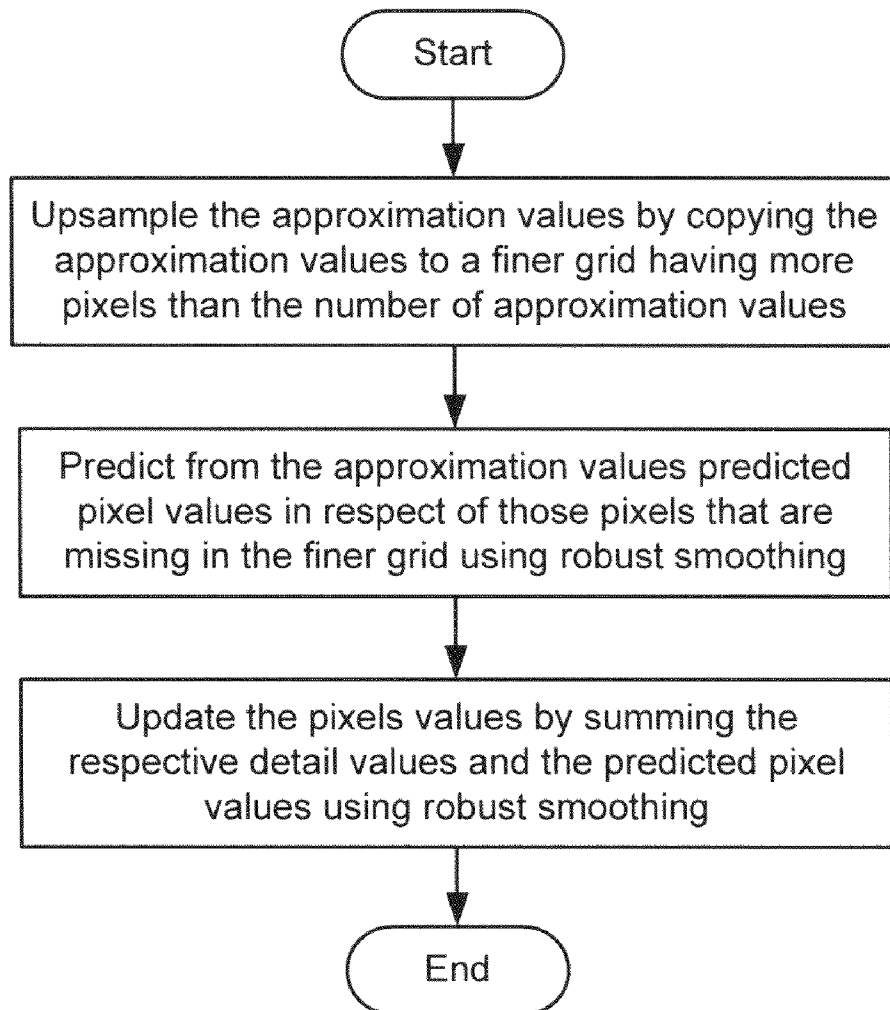 Start
Upsample the approximation values by copying the
approximation values to a finer grid having more
pixels than the number of approximation values
Predict from the approximation values predicted
pixel values in respect of those pixels that are
missing in the finer grid using robust smoothing
Update the pixels values by summing the
respective detail values and the predicted pixel
values using robust smoothing
End